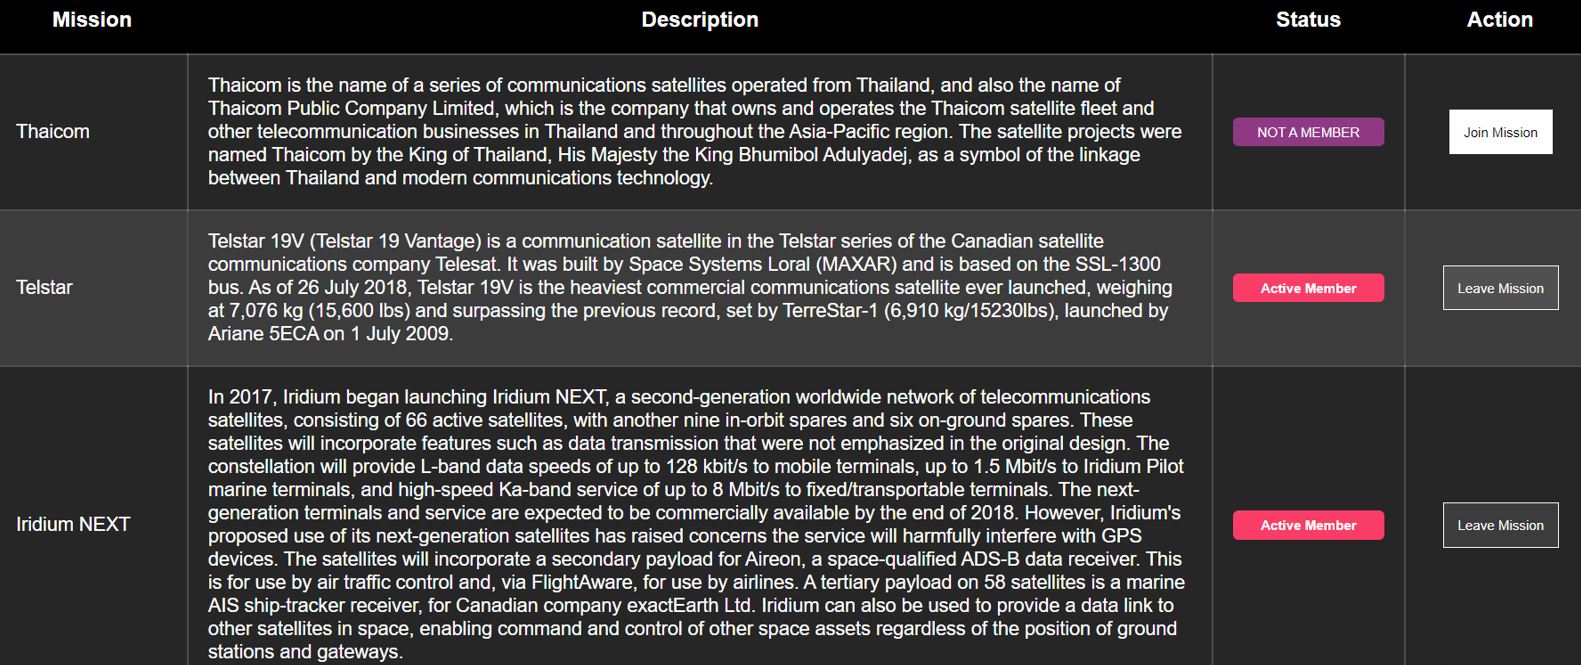 Mission
Description
Status
Action
Thaicom
Thaicom is the name of a series of communications satellites operated from Thailand, and also the name of
Thaicom Public Company Limited, which is the company that owns and operates the Thaicom satellite fleet and
other telecommunication businesses in Thailand and throughout the Asia-Pacific region. The satellite projects were
named Thaicom by the King of Thailand, His Majesty the King Bhumibol Adulyadej, as a symbol of the linkage
between Thailand and modern communications technology.
NOT A MEMBER
Join Mission
Telstar
Telstar 19V (Telstar 19 Vantage) is a communication satellite in the Telstar series of the Canadian satellite
communications company Telesat. It was built by Space Systems Loral (MAXAR) and is based on the SSL-1300
bus. As of 26 July 2018, Telstar 19V is the heaviest commercial communications satellite ever launched, weighing
at 7,076 kg (15,600 lbs) and surpassing the previous record, set by TerreStar-1 (6,910 kg/15230lbs), launched by
Ariane 5ECA on 1 July 2009.
Active Member
Leave Mission
Iridium NEXT
In 2017, Iridium began launching Iridium NEXT, a second-generation worldwide network of telecommunications
satellites, consisting of 66 active satellites, with another nine in-orbit spares and six on-ground spares. These
satellites will incorporate features such as data transmission that were not emphasized in the original design. The
constellation will provide L-band data speeds of up to 128 kbit/s to mobile terminals, up to 1.5 Mbit/s to Iridium Pilot
marine terminals, and high-speed Ka-band service of up to 8 Mbit/s to fixed/transportable terminals. The next-
generation terminals and service are expected to be commercially available by the end of 2018. However, Iridium's
proposed use of its next-generation satellites has raised concerns the service will harmfully interfere with GPS
devices. The satellites will incorporate a secondary payload for Aireon, a space-qualified ADS-B data receiver. This
is for use by air traffic control and, via FlightAware, for use by airlines. A tertiary payload on 58 satellites is a marine
AIS ship-tracker receiver, for Canadian company exactEarth Ltd. Iridium can also be used to provide a data link to
other satellites in space, enabling command and control of other space assets regardless of the position of ground
stations and gateways.
Active Member
Leave Mission